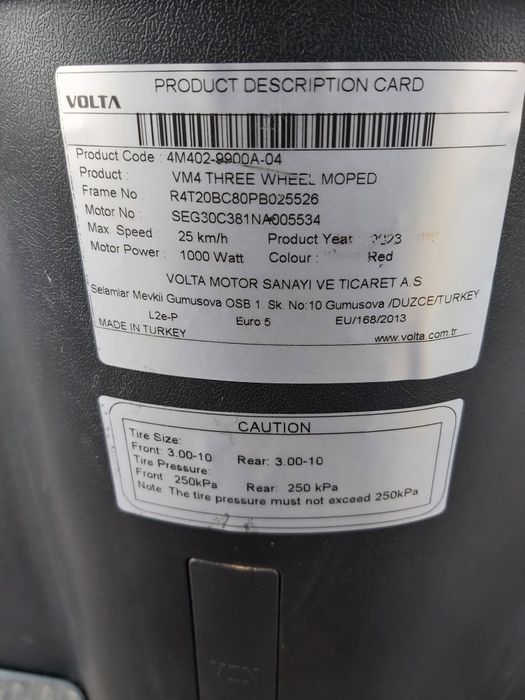 VOLTA
PRODUCT DESCRIPTION CARD
Product Code : 4M402-9900A-04
Product : VM4 THREE WHEEL MOPED
Frame No R4T20BC80PB025526
Motor No : SEG30C381NA005534
Max. Speed : 25 km/h Product Year : 2023
Motor Power : 1000 Watt Colour : Red
VOLTA MOTOR SANAYI VE TICARET A.S
Selamlar Mevkii Gumusova OSB 1. Sk. No:10 Gumusova /DUZCE/TURKEY
L2e-P Euro 5 EU/168/2013
MADE IN TURKEY www.volta.com.tr
CAUTION
Tire Size:
Front: 3.00-10 Rear: 3.00-10
Tire Pressure:
Front: 250kPa Rear: 250 kPa
Note: The tire pressure must not exceed 250kPa
VIN